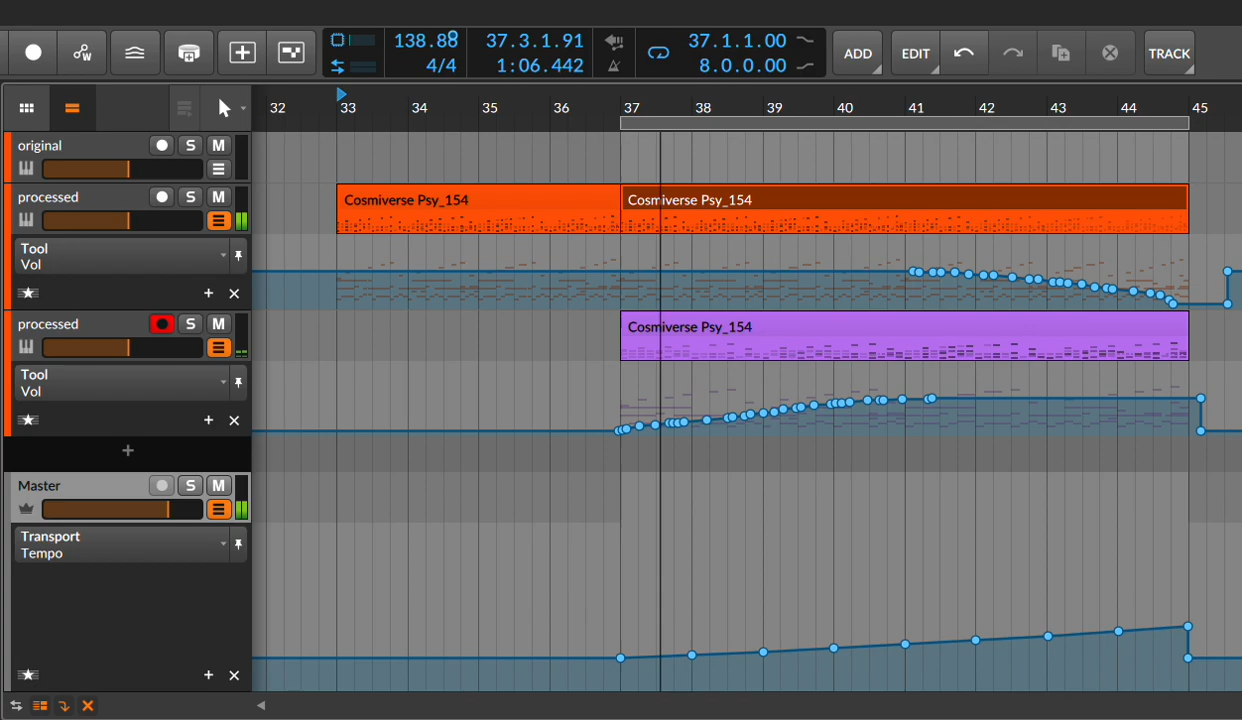 138.88 37.3.1.91 37.1.1.00
4/4 1:06.442 8.0.0.00
W
ADD EDIT TRACK
32 33 34 35 36 37 38 39 40 41 42 43 44 45
original S M
processed S M
Cosmiverse Psy_154 Cosmiverse Psy_154
Tool
Vol
processed S M
Cosmiverse Psy_154
Tool
Vol
Master S M
Transport
Tempo